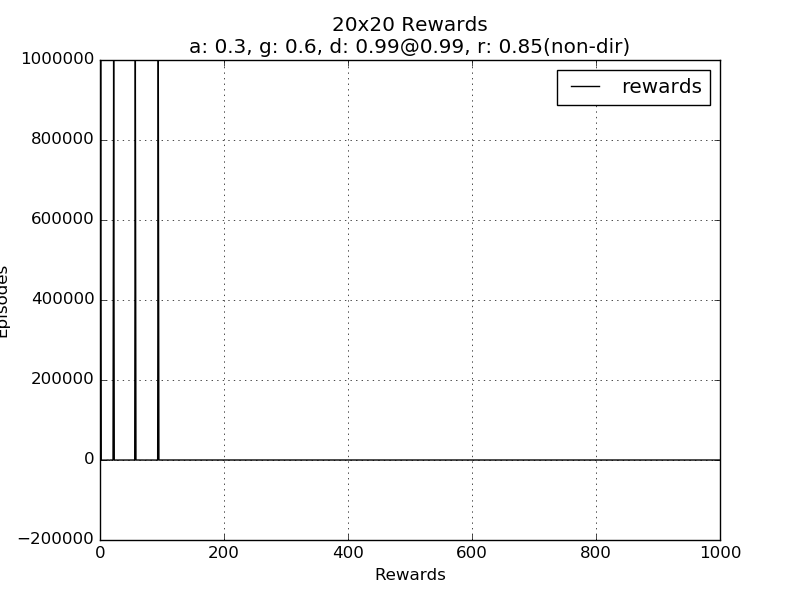 20x20 Rewards
a: 0.3, g: 0.6, d: 0.99@0.99, r: 0.85(non-dir)
1000000
800000
600000
400000
200000
0
−200000
Episodes
rewards
0 200 400 600 800 1000
Rewards